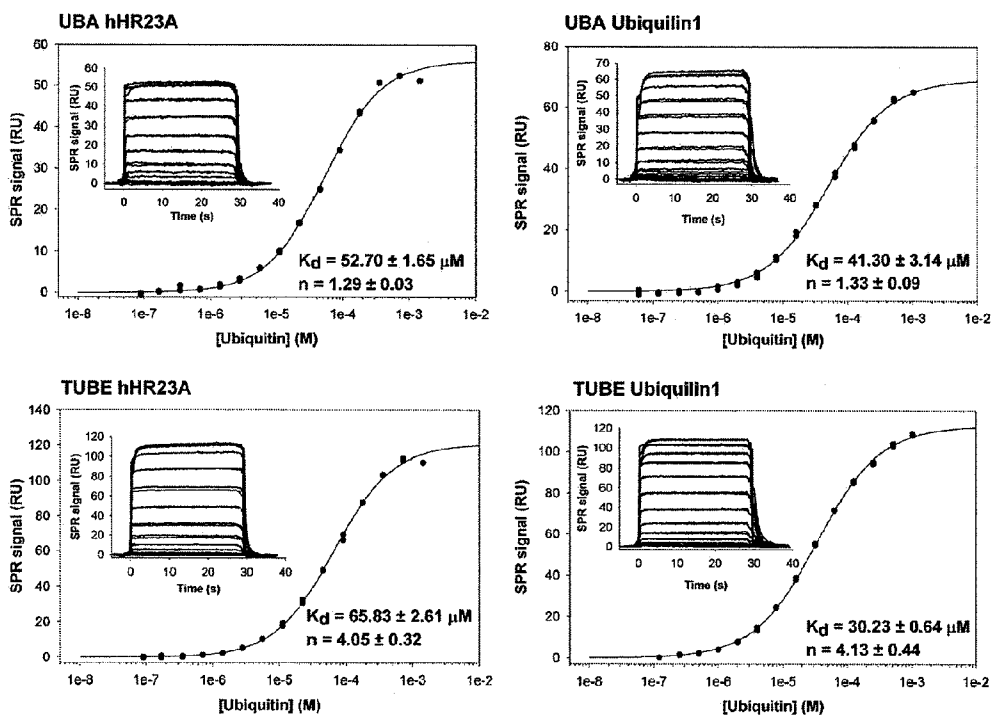 UBA hHR23A
60
50
40
30
20
10
0
SPR signal (RU)
60
50
40
30
20
10
0
SPR signal (RU)
0 10 20 30 40
Time (s)
Kd = 52.70 ± 1.65 µM
n = 1.29 ± 0.03
1e-8 1e-7 1e-6 1e-5 1e-4 1e-3 1e-2
[Ubiquitin] (M)
UBA Ubiquilin1
80
60
40
20
0
SPR signal (RU)
70
60
50
40
30
20
10
0
SPR signal (RU)
0 10 20 30 40
Time (s)
Kd = 41.30 ± 3.14 µM
n = 1.33 ± 0.09
1e-8 1e-7 1e-6 1e-5 1e-4 1e-3 1e-2
[Ubiquitin] (M)
TUBE hHR23A
140
120
100
80
60
40
20
0
SPR signal (RU)
120
100
80
60
40
20
0
SPR signal (RU)
0 10 20 30 40
Time (s)
Kd = 65.83 ± 2.61 µM
n = 4.05 ± 0.32
1e-8 1e-7 1e-6 1e-5 1e-4 1e-3 1e-2
[Ubiquitin] (M)
TUBE Ubiquilin1
120
100
80
60
40
20
0
SPR signal (RU)
120
100
80
60
40
20
0
SPR signal (RU)
0 10 20 30 40
Time (s)
Kd = 30.23 ± 0.64 µM
n = 4.13 ± 0.44
1e-8 1e-7 1e-6 1e-5 1e-4 1e-3 1e-2
[Ubiquitin] (M)